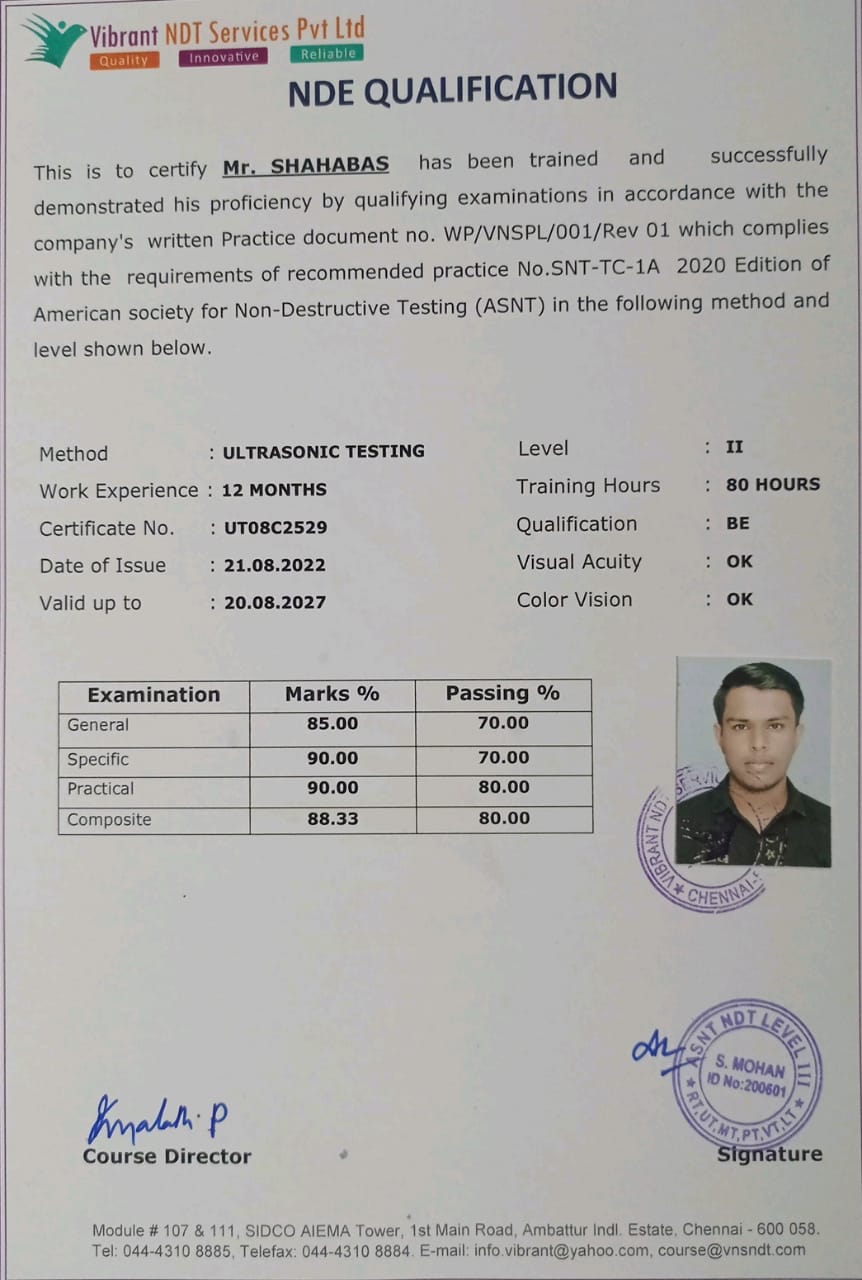 Vibrant NDT Services Pvt Ltd
Quality Innovative Reliable
NDE QUALIFICATION
This is to certify Mr. SHAHABAS has been trained and successfully
demonstrated his proficiency by qualifying examinations in accordance with the
company's written Practice document no. WP/VNSPL/001/Rev 01 which complies
with the requirements of recommended practice No.SNT-TC-1A 2020 Edition of
American society for Non-Destructive Testing (ASNT) in the following method and
level shown below.
Method : ULTRASONIC TESTING Level : II
Work Experience : 12 MONTHS Training Hours : 80 HOURS
Certificate No. : UT08C2529 Qualification : BE
Date of Issue : 21.08.2022 Visual Acuity : OK
Valid up to : 20.08.2027 Color Vision : OK
Examination Marks % Passing %
General 85.00 70.00
Specific 90.00 70.00
Practical 90.00 80.00
Composite 88.33 80.00
VIBRANT NDT SERVIC
CHENNAI-5
ASNT NDT LEVEL III
S. MOHAN
ID No:200601
RT,UT,MT,PT,VT,LT
Course Director Signature
Module # 107 & 111, SIDCO AIEMA Tower, 1st Main Road, Ambattur Indl. Estate, Chennai - 600 058.
Tel: 044-4310 8885, Telefax: 044-4310 8884. E-mail: info.vibrant@yahoo.com, course@vnsndt.com